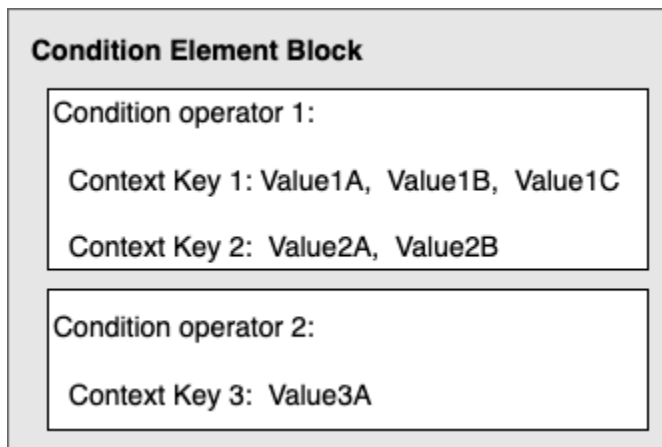 Condition Element Block
Condition operator 1:
Context Key 1: Value1A, Value1B, Value1C
Context Key 2: Value2A, Value2B
Condition operator 2:
Context Key 3: Value3A